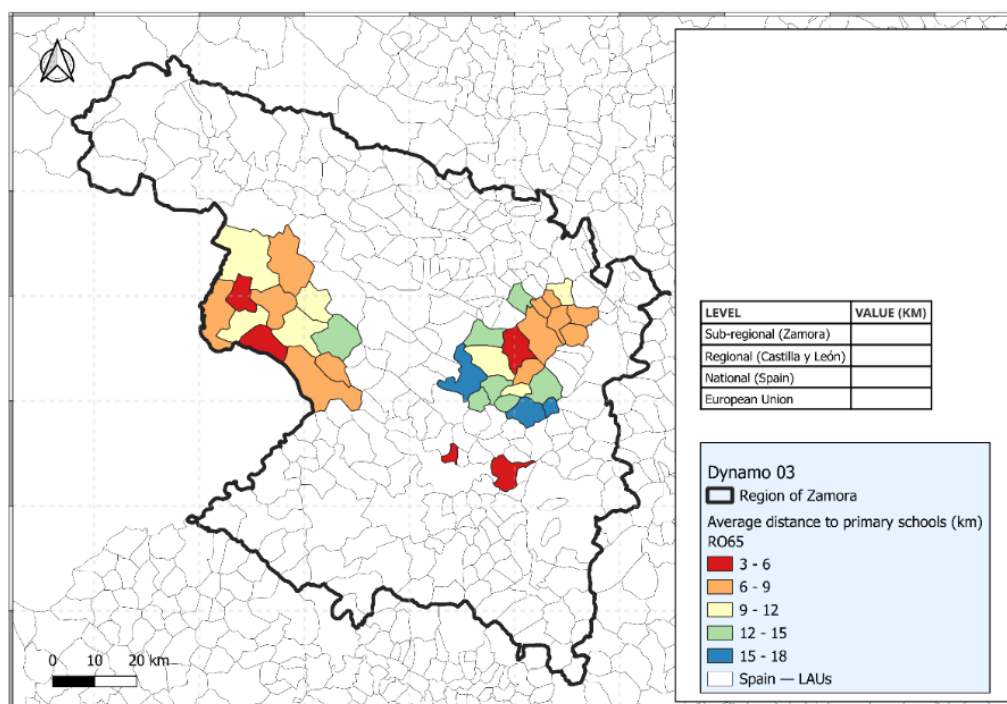 LEVEL VALUE (KM)
Sub-regional (Zamora)
Regional (Castilla y León)
National (Spain)
European Union
Dynamo 03
Region of Zamora
Average distance to primary schools (km)
RO65
3 - 6
6 - 9
9 - 12
12 - 15
15 - 18
Spain — LAUs
0 10 20 km